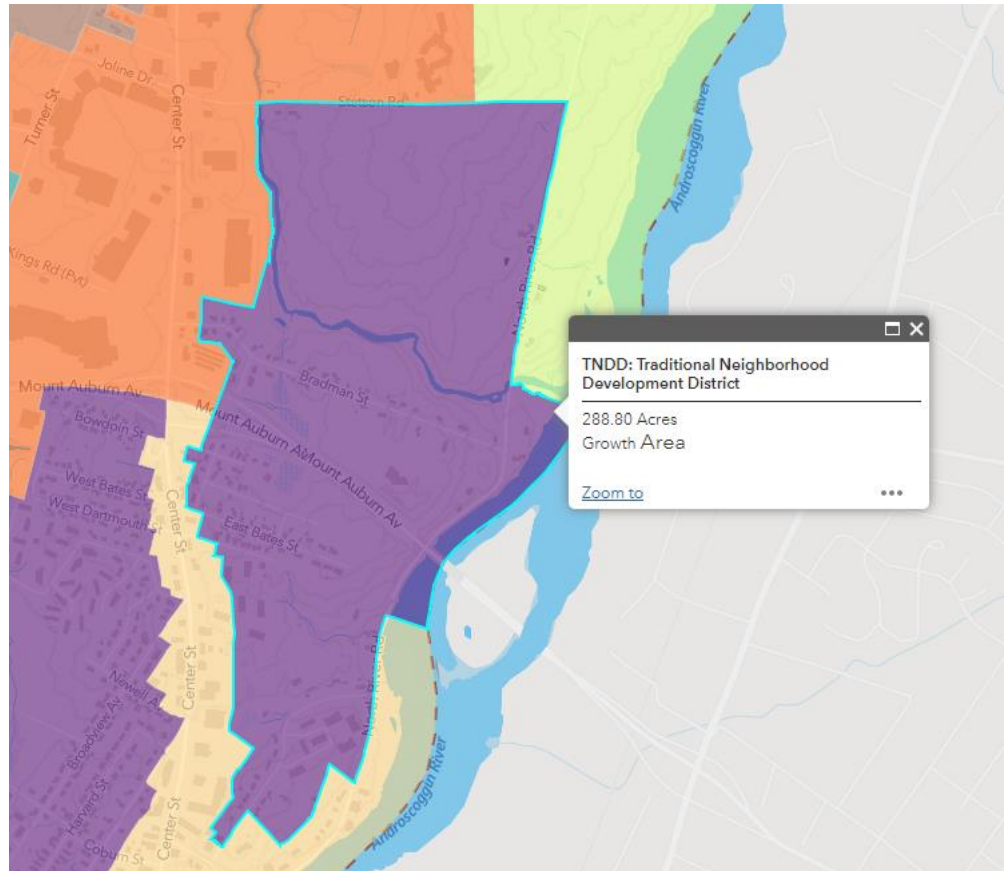 Joline Dr
Turner St
Center St
Stetson Rd
Androscoggin River
Kings Rd (Pvt)
North River Rd
TNDD: Traditional Neighborhood
Development District
288.80 Acres
Growth Area
Zoom to
Mount Auburn Av
Bradman St
Mount Auburn Av
Mount Auburn Av
Bowdoin St
West Bates St
West Dartmouth St
Center St
East Bates St
North River Rd
Center St
Newell A
Broadview Av
Harvard St
Center St
Coburn St
Androscoggin River